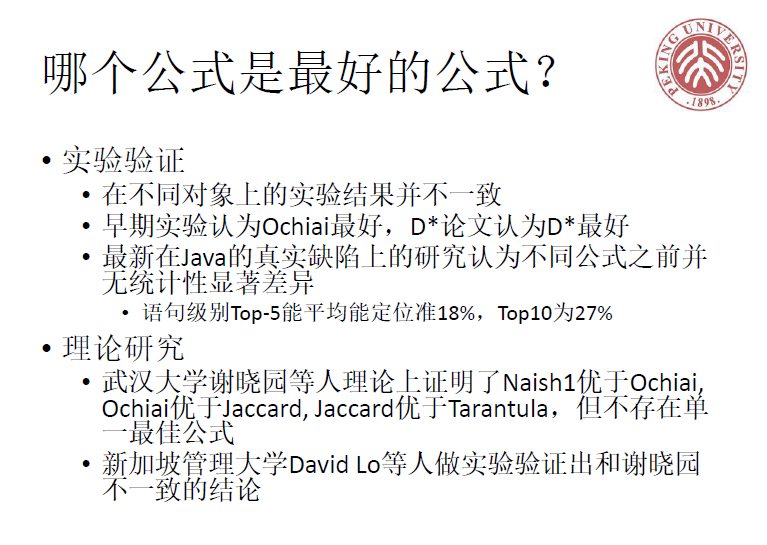 哪个公式是最好的公式?
PEKING UNIVERSITY
1898
• 实验验证
• 在不同对象上的实验结果并不一致
• 早期实验认为Ochiai最好，D*论文认为D*最好
• 最新在Java的真实缺陷上的研究认为不同公式之前并
无统计性显著差异
• 语句级别Top-5能平均能定位准18%，Top10为27%
• 理论研究
• 武汉大学谢晓园等人理论上证明了Naish1优于Ochiai,
Ochiai优于Jaccard, Jaccard优于Tarantula，但不存在单
一最佳公式
• 新加坡管理大学David Lo等人做实验验证出和谢晓园
不一致的结论